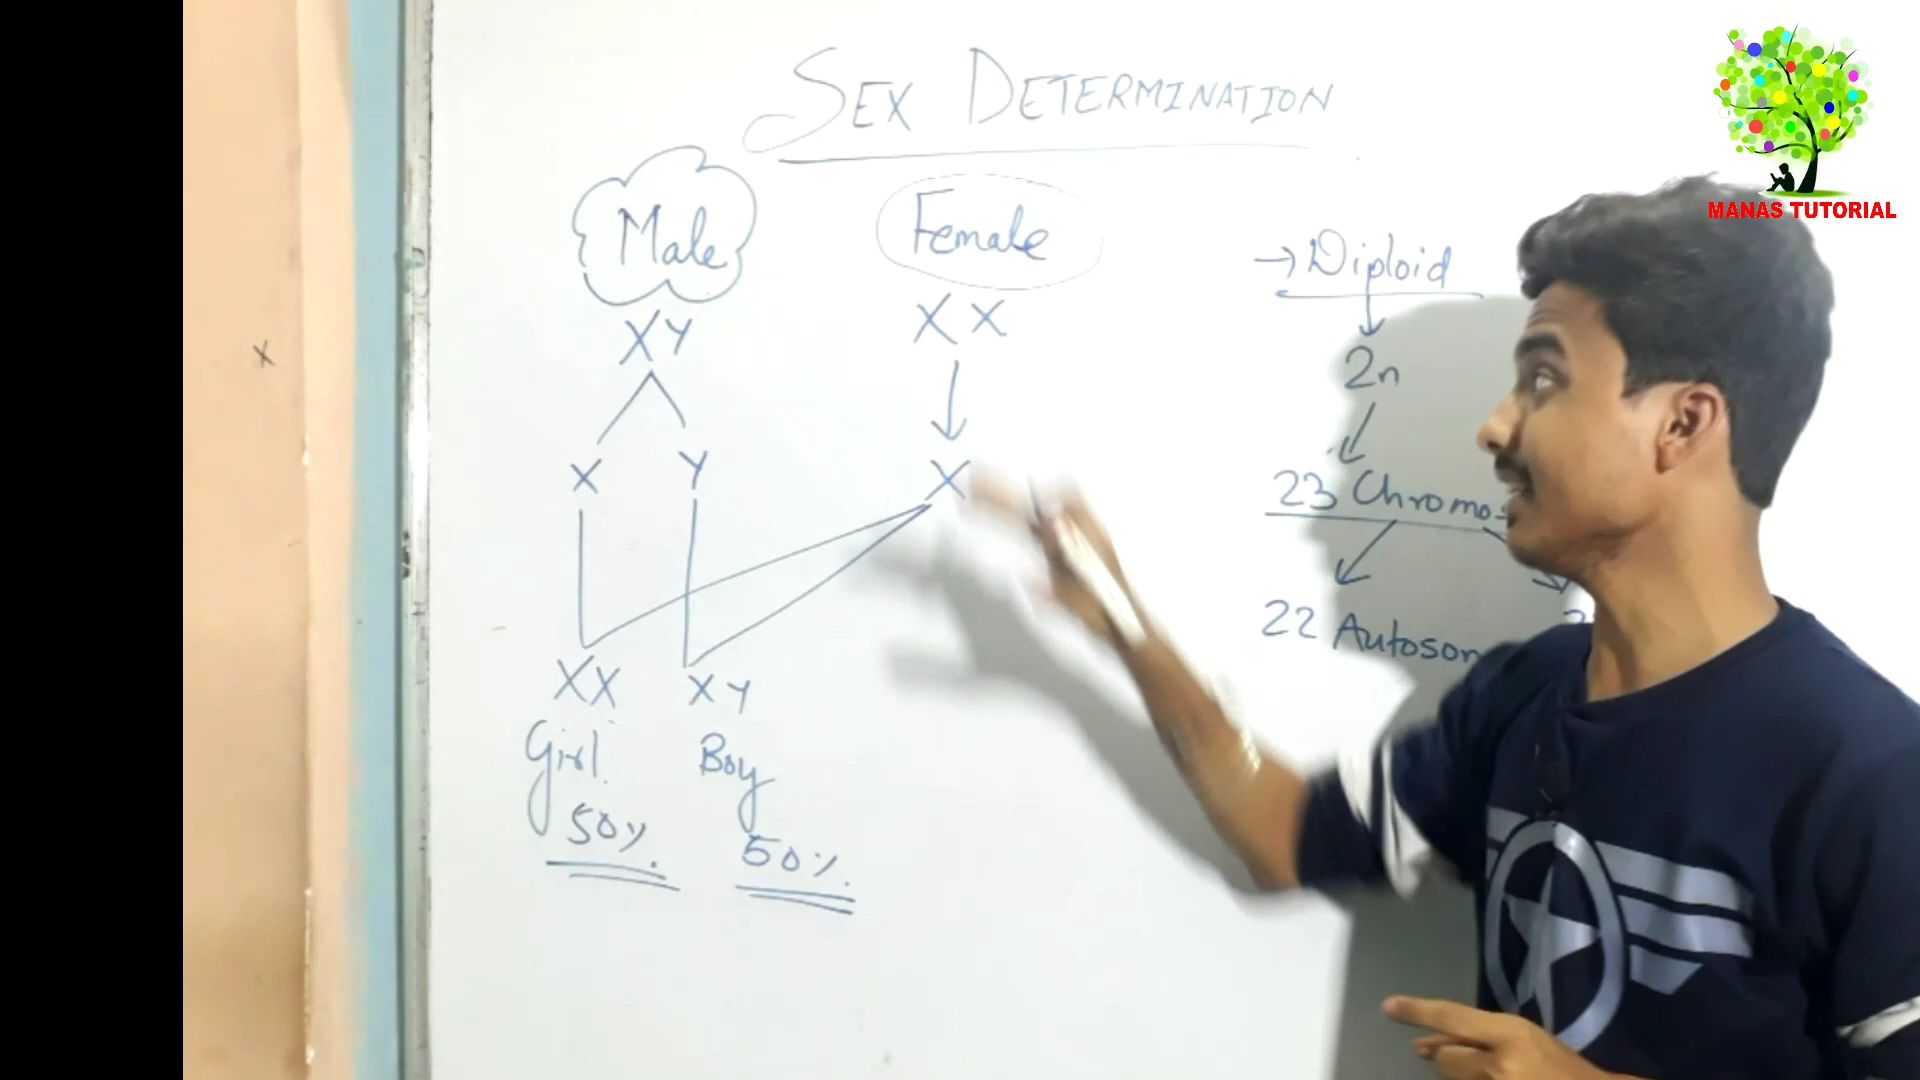 SEX DETERMINATION
Male
Female
XY
XX
X
Y
X
XX
XY
Girl
Boy
50%.
50%.
→ Diploid
2n
23 Chromo-
22 Autosom
MANAS TUTORIAL